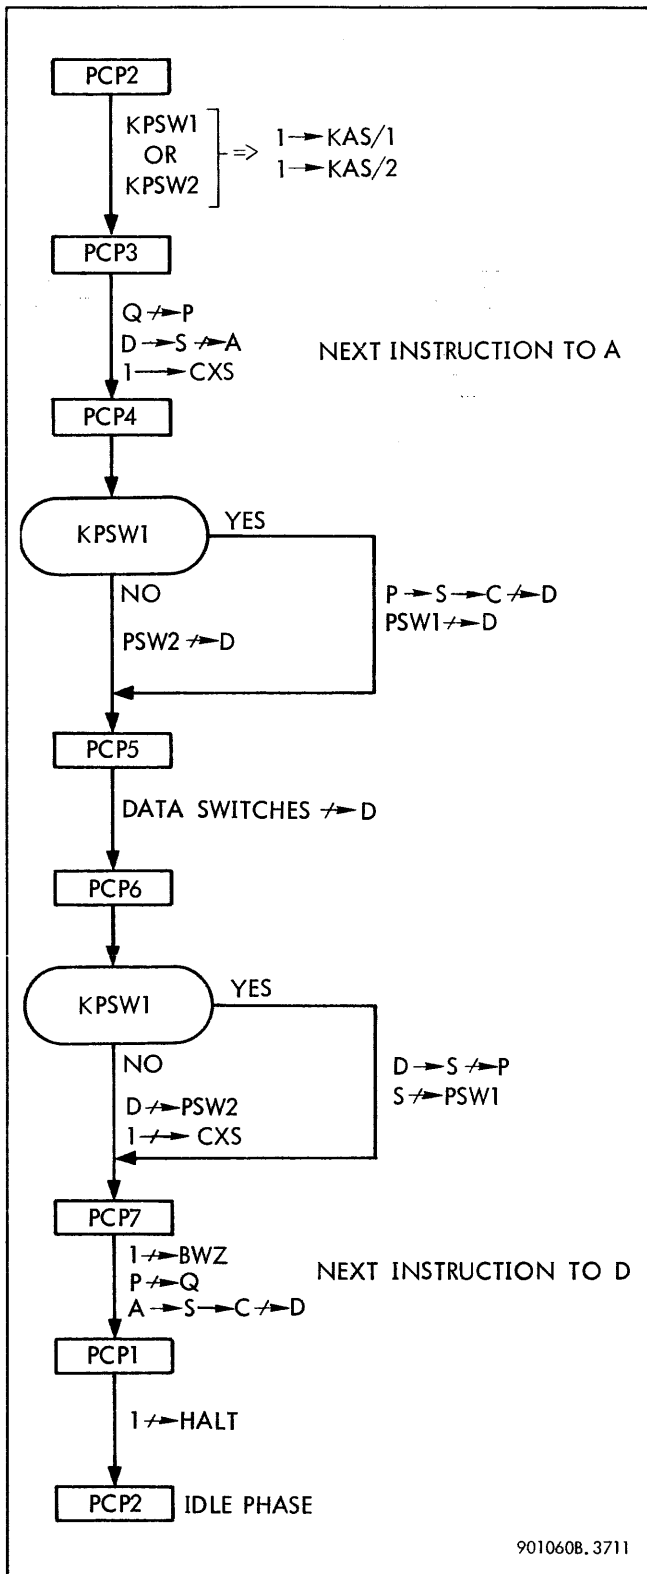 PCP2
KPSW1
OR
KPSW2
=> 1 → KAS/1
1 → KAS/2
PCP3
Q ↛ P
D → S ↛ A
1 → CXS
NEXT INSTRUCTION TO A
PCP4
KPSW1
YES
NO
P → S → C ↛ D
PSW1 ↛ D
PSW2 ↛ D
PCP5
DATA SWITCHES ↛ D
PCP6
KPSW1
YES
NO
D → S ↛ P
S ↛ PSW1
D ↛ PSW2
1 ↛ CXS
PCP7
1 ↛ BWZ
P ↛ Q
A → S → C ↛ D
NEXT INSTRUCTION TO D
PCP1
1 ↛ HALT
PCP2 IDLE PHASE
901060B.3711